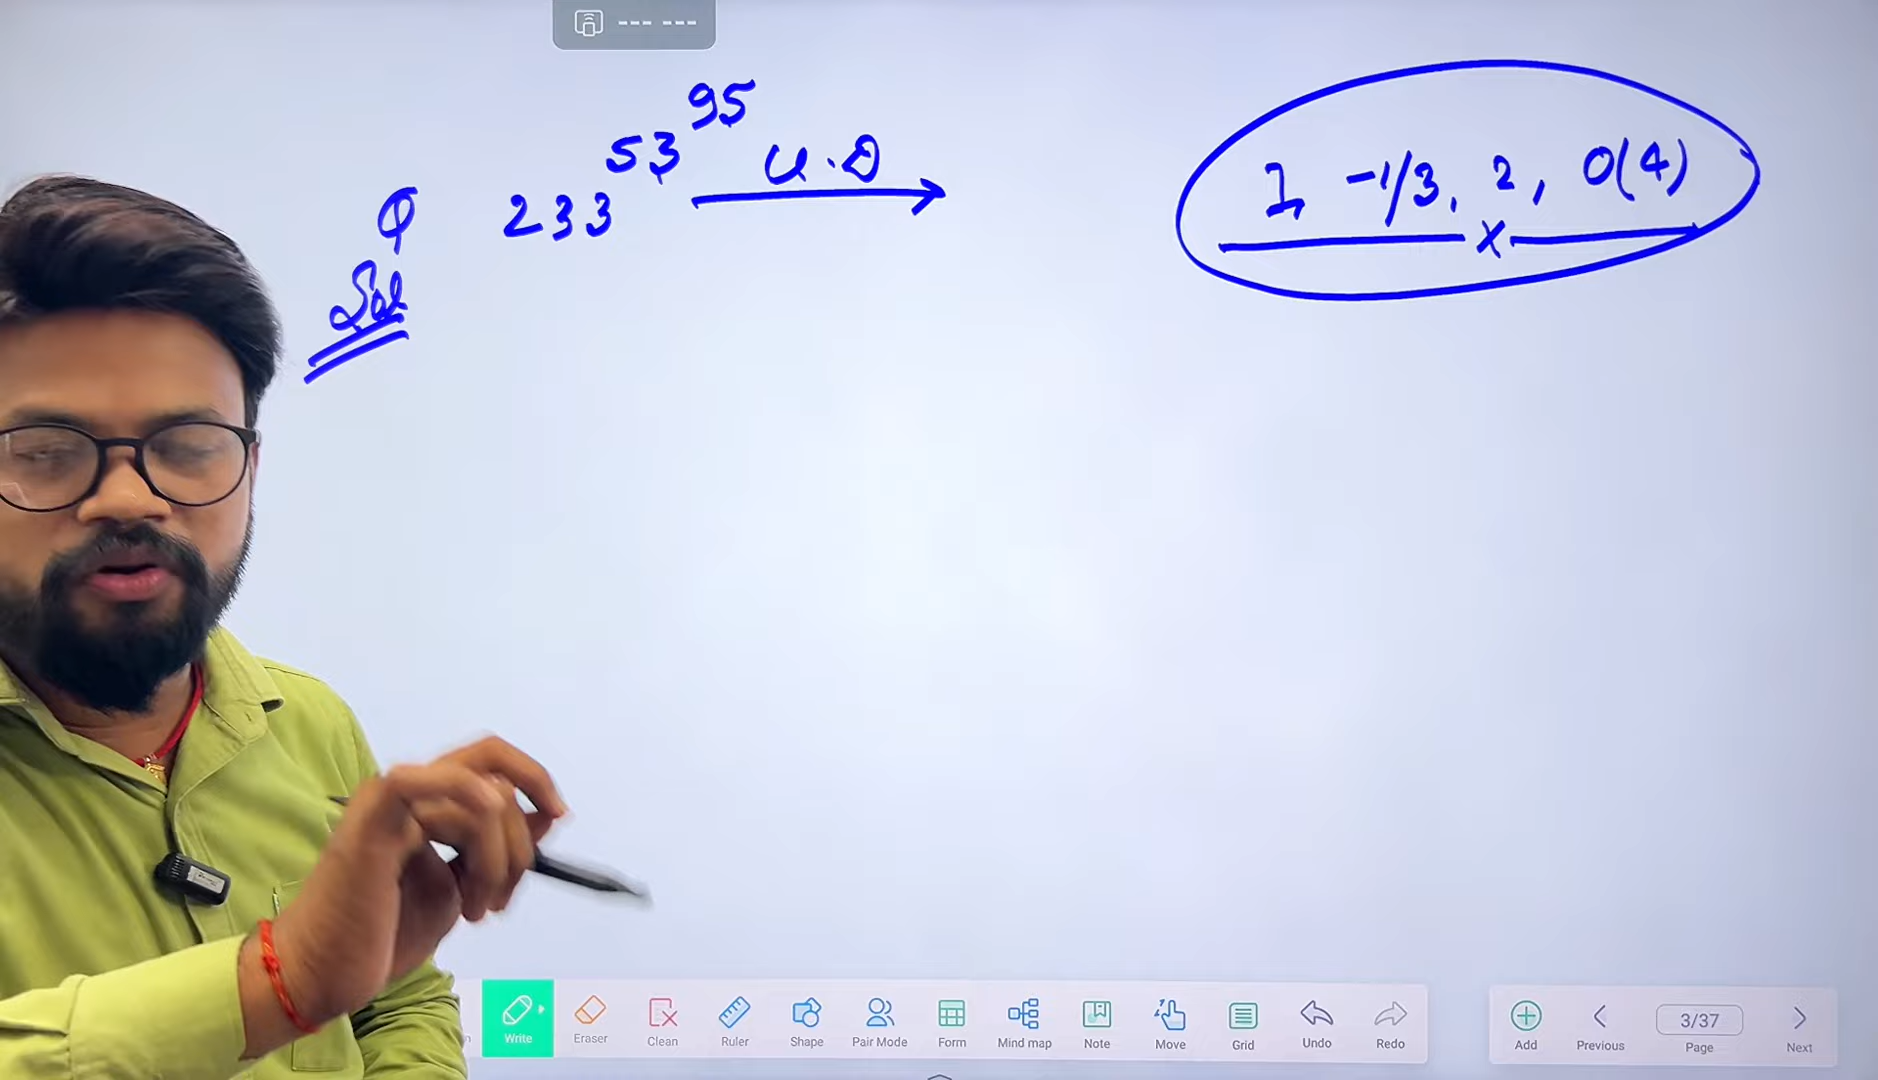 --- ---
Q 233^53^95 U.D
1, -1/3, 2, 0(4)
x
Sol
Write
Eraser
Clean
Ruler
Shape
Pair Mode
Form
Mind map
Note
Move
Grid
Undo
Redo
Add
Previous
3/37
Page
Next